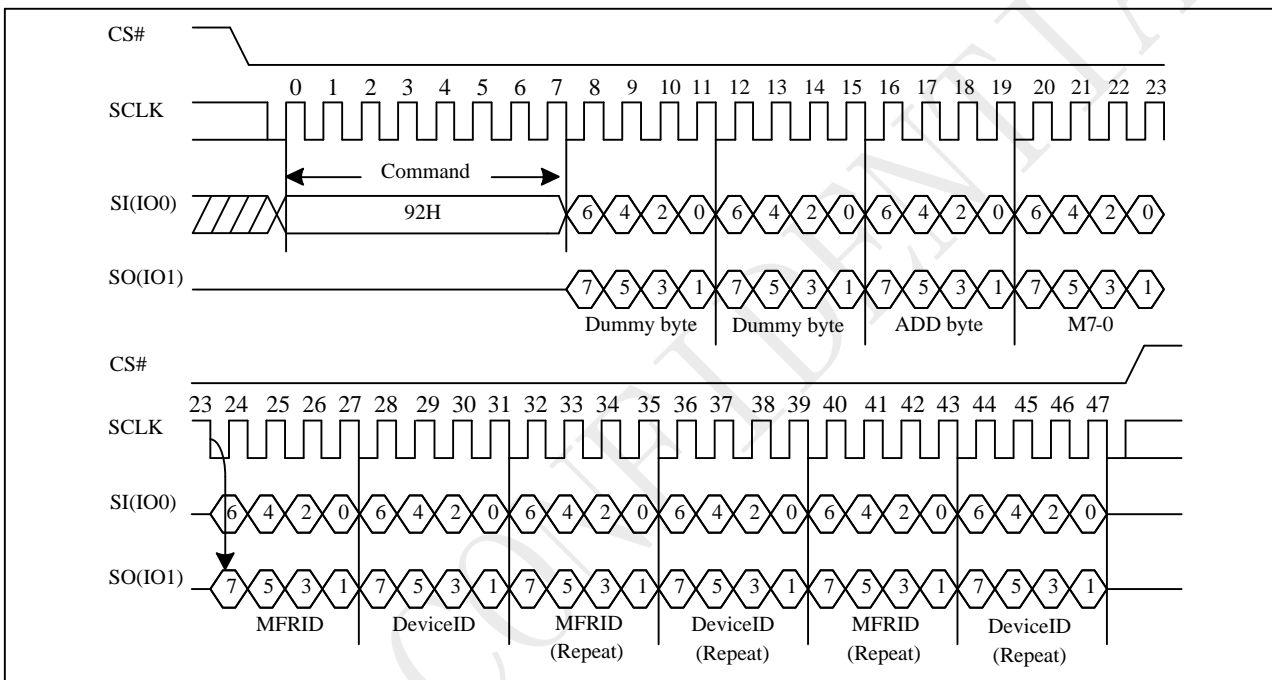 CS#
0 1 2 3 4 5 6 7 8 9 10 11 12 13 14 15 16 17 18 19 20 21 22 23
SCLK
Command
SI(IO0) 92H 6 4 2 0 6 4 2 0 6 4 2 0 6 4 2 0
SO(IO1) 7 5 3 1 7 5 3 1 7 5 3 1 7 5 3 1
Dummy byte Dummy byte ADD byte M7-0
CS#
23 24 25 26 27 28 29 30 31 32 33 34 35 36 37 38 39 40 41 42 43 44 45 46 47
SCLK
SI(IO0) 6 4 2 0 6 4 2 0 6 4 2 0 6 4 2 0 6 4 2 0 6 4 2 0
SO(IO1) 7 5 3 1 7 5 3 1 7 5 3 1 7 5 3 1 7 5 3 1 7 5 3 1
MFRID DeviceID MFRID DeviceID MFRID DeviceID
(Repeat) (Repeat) (Repeat) (Repeat)
CONFIDENTIA